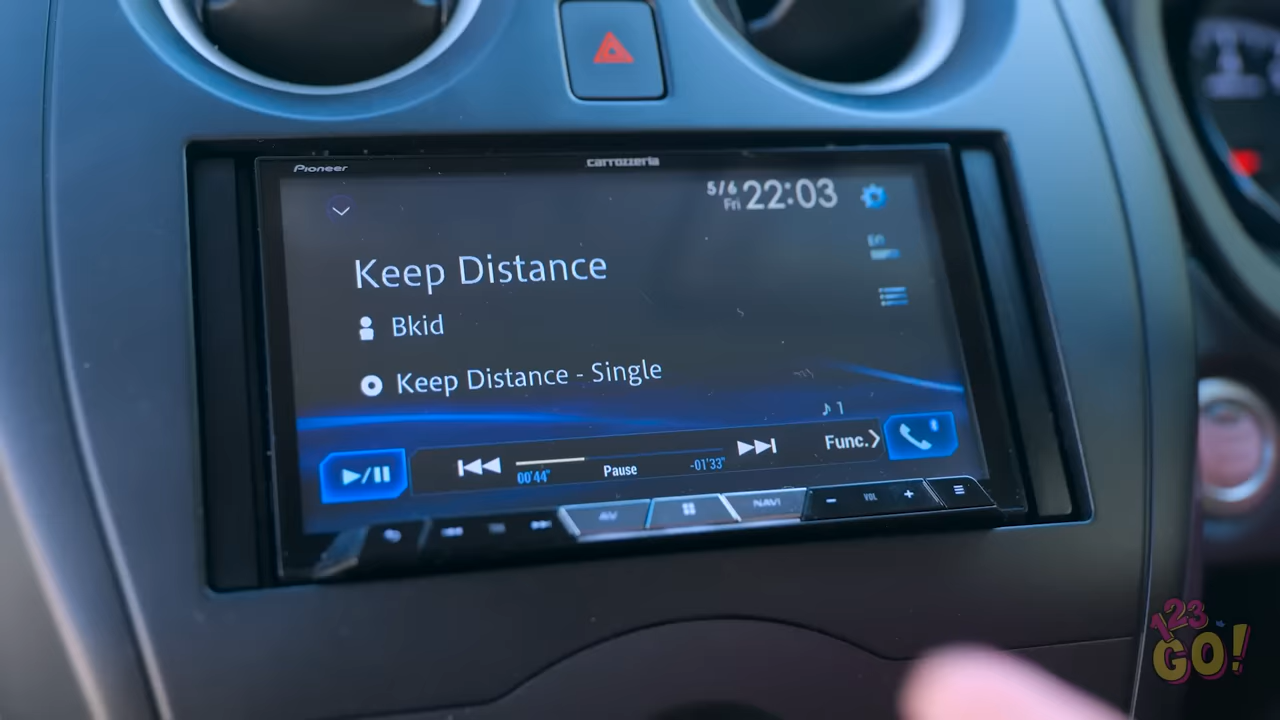 Pioneer
carrozzeria
5/6
Fri
22:03
EQ
Keep Distance
Bkid
Keep Distance - Single
♪1
00'44"
Pause
-01'33"
Func.
AV
NAVI
- VOL +
123
GO!